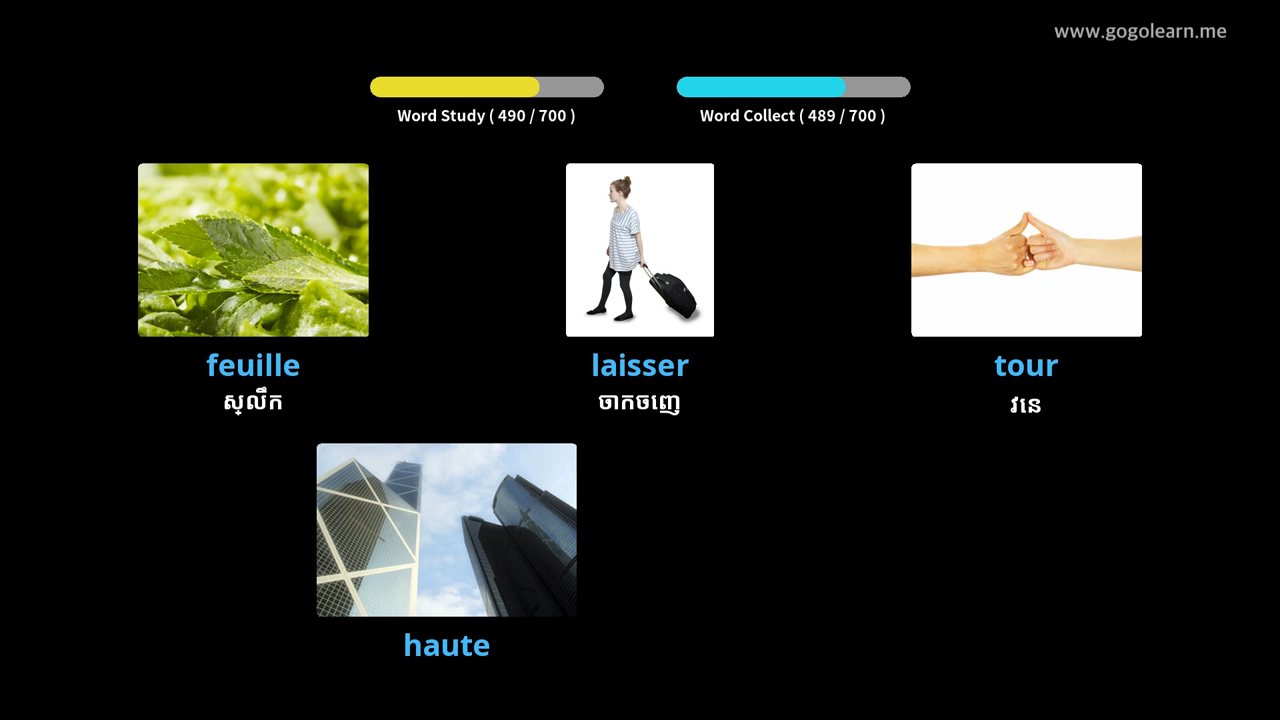 www.gogolearn.me
Word Study ( 490 / 700 )
Word Collect ( 489 / 700 )
feuille
laisser
tour
ស្លឹក
ចាកចេញ
វេន
haute